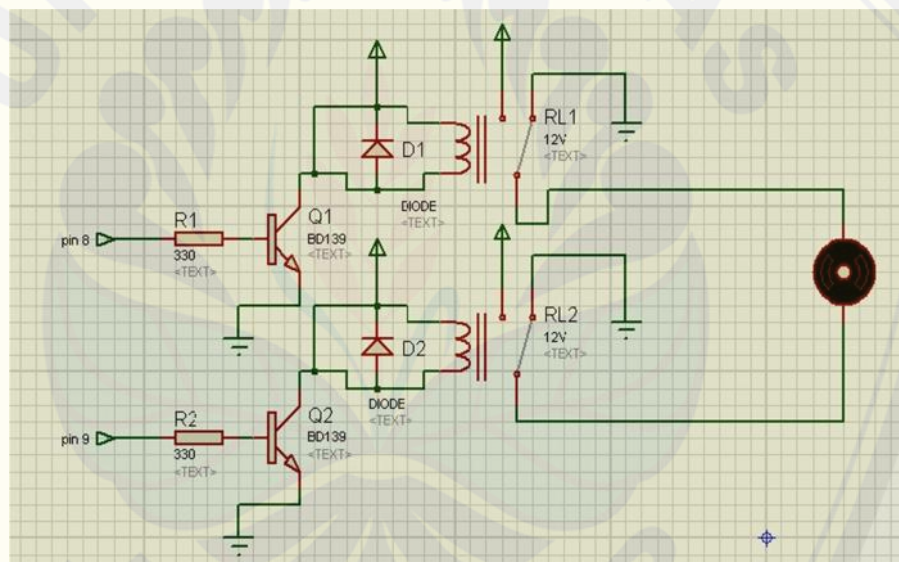 RL1
12V
<TEXT>
D1
DIODE
<TEXT>
R1
330
<TEXT>
pin 8
Q1
BD139
<TEXT>
RL2
12V
<TEXT>
D2
DIODE
<TEXT>
R2
330
<TEXT>
pin 9
Q2
BD139
<TEXT>